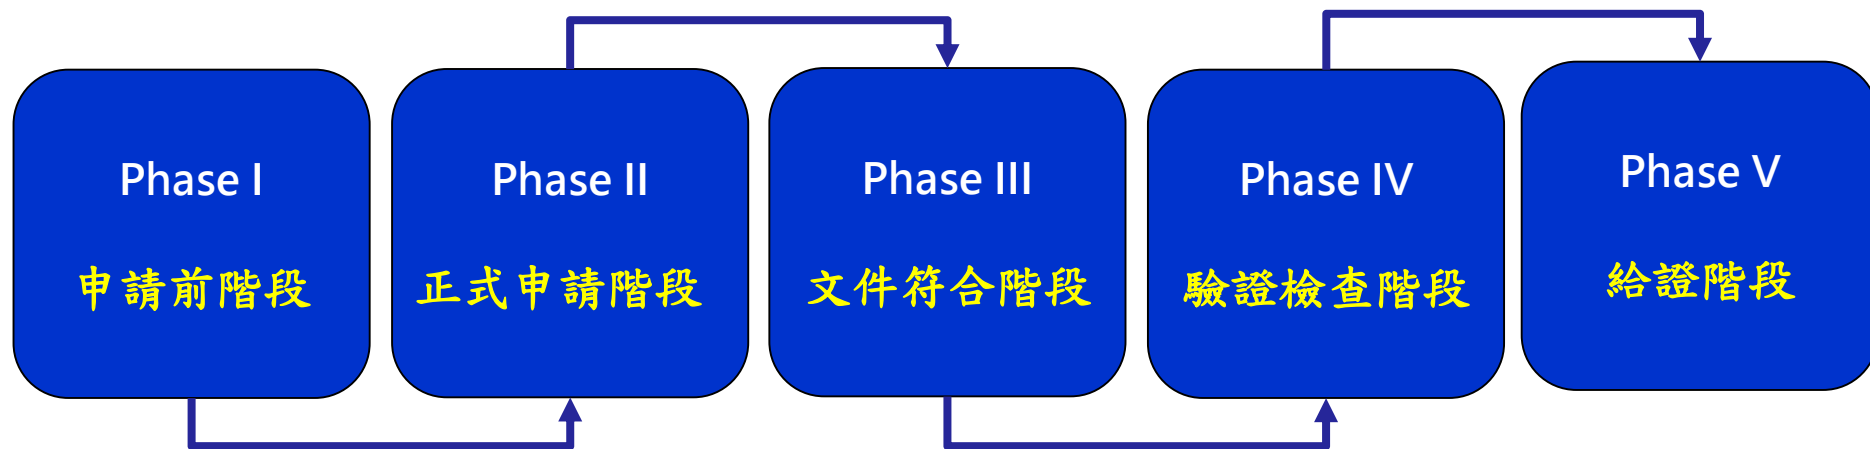 Phase I
申請前階段
Phase II
正式申請階段
Phase III
文件符合階段
Phase IV
驗證檢查階段
Phase V
給證階段